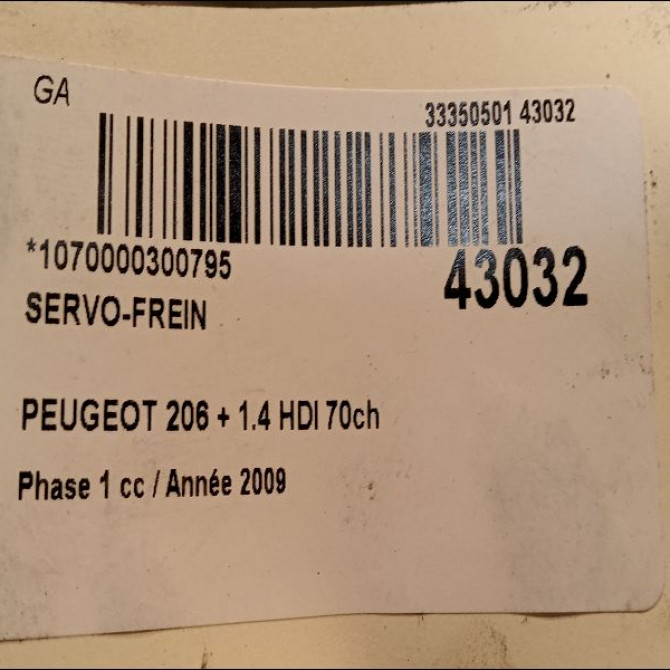 GA
33350501 43032
*1070000300795
43032
SERVO-FREIN
PEUGEOT 206 + 1.4 HDI 70ch
Phase 1 cc / Année 2009